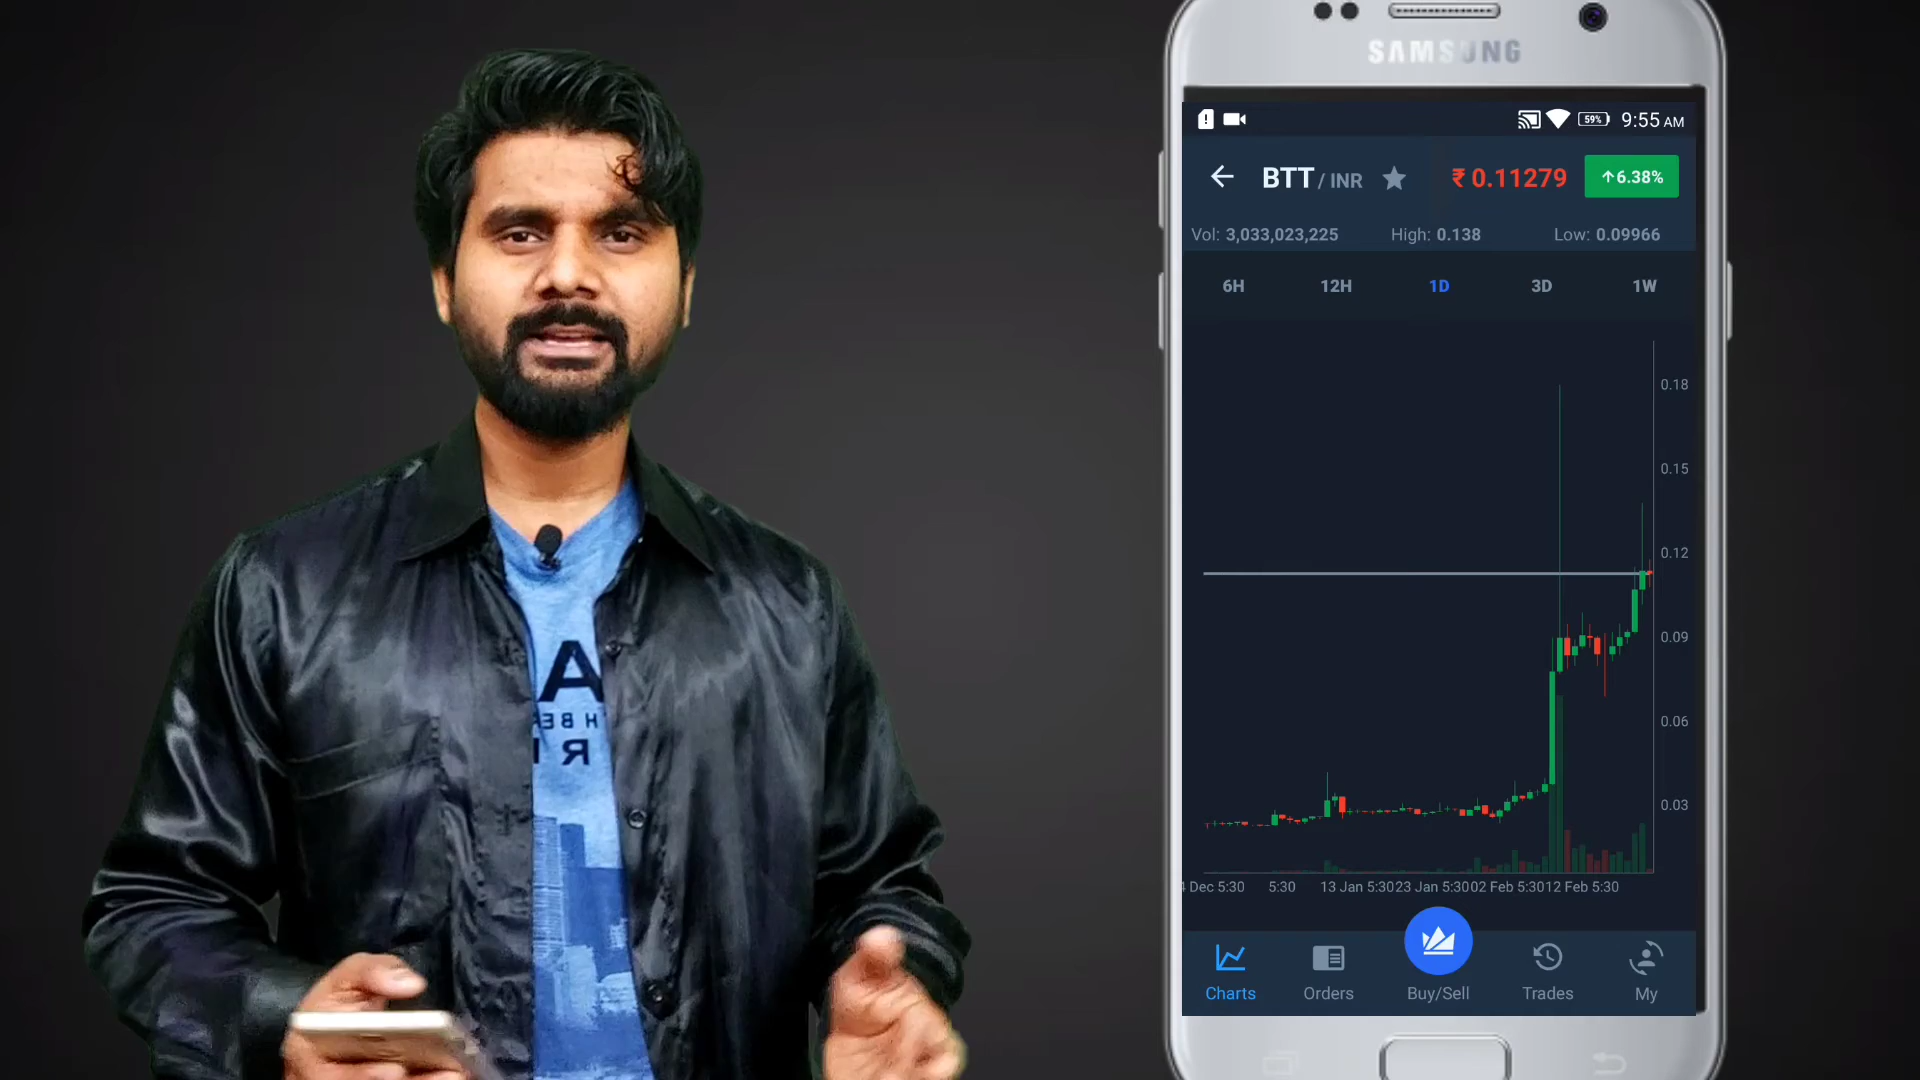 SAMSUNG
59% 9:55 AM
BTT / INR ₹ 0.11279 ↑6.38%
Vol: 3,033,023,225 High: 0.138 Low: 0.09966
6H 12H 1D 3D 1W
0.18
0.15
0.12
0.09
0.06
0.03
Dec 5:30 5:30 13 Jan 5:30 23 Jan 5:30 02 Feb 5:30 12 Feb 5:30
Charts Orders Buy/Sell Trades My
A
H BE
R